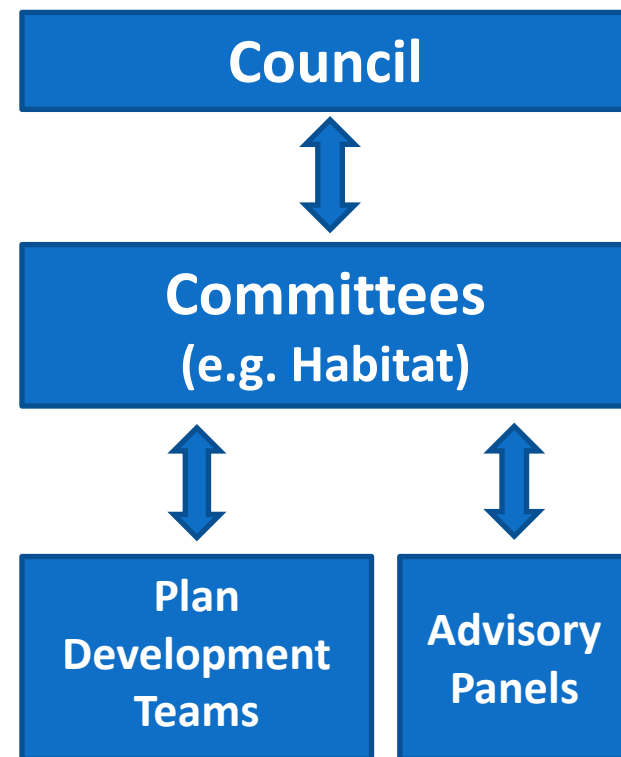 Council
Committees
(e.g. Habitat)
Plan
Development
Teams
Advisory
Panels